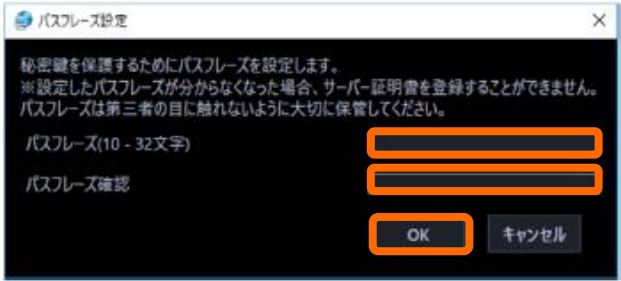 パスフレーズ設定
秘密鍵を保護するためにパスフレーズを設定します。
※設定したパスフレーズが分からなくなった場合、サーバー証明書を登録することができません。
パスフレーズは第三者の目に触れないように大切に保管してください。
パスフレーズ(10 - 32文字)
パスフレーズ確認
OK キャンセル